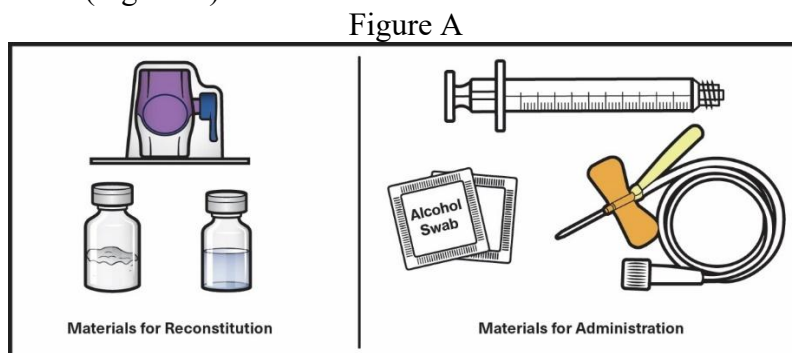 Figure A
Alcohol
Swab
Materials for Reconstitution
Materials for Administration